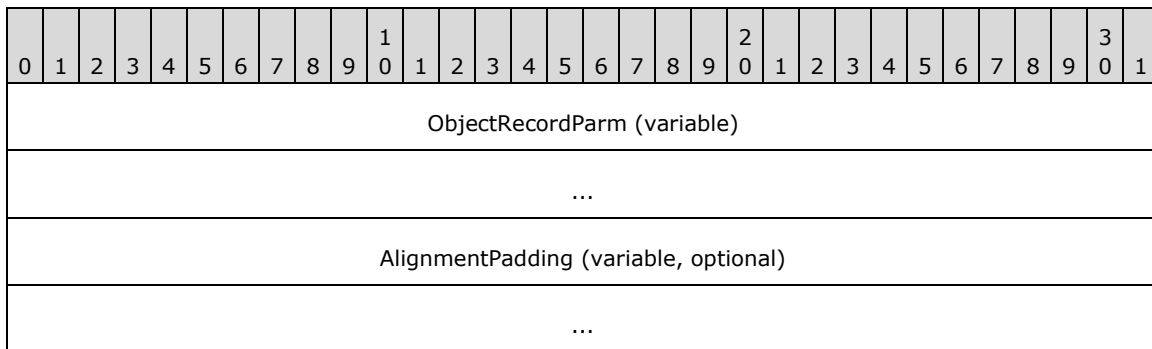 1 2 3
0 1 2 3 4 5 6 7 8 9 0 1 2 3 4 5 6 7 8 9 0 1 2 3 4 5 6 7 8 9 0 1
ObjectRecordParm (variable)
...
AlignmentPadding (variable, optional)
...